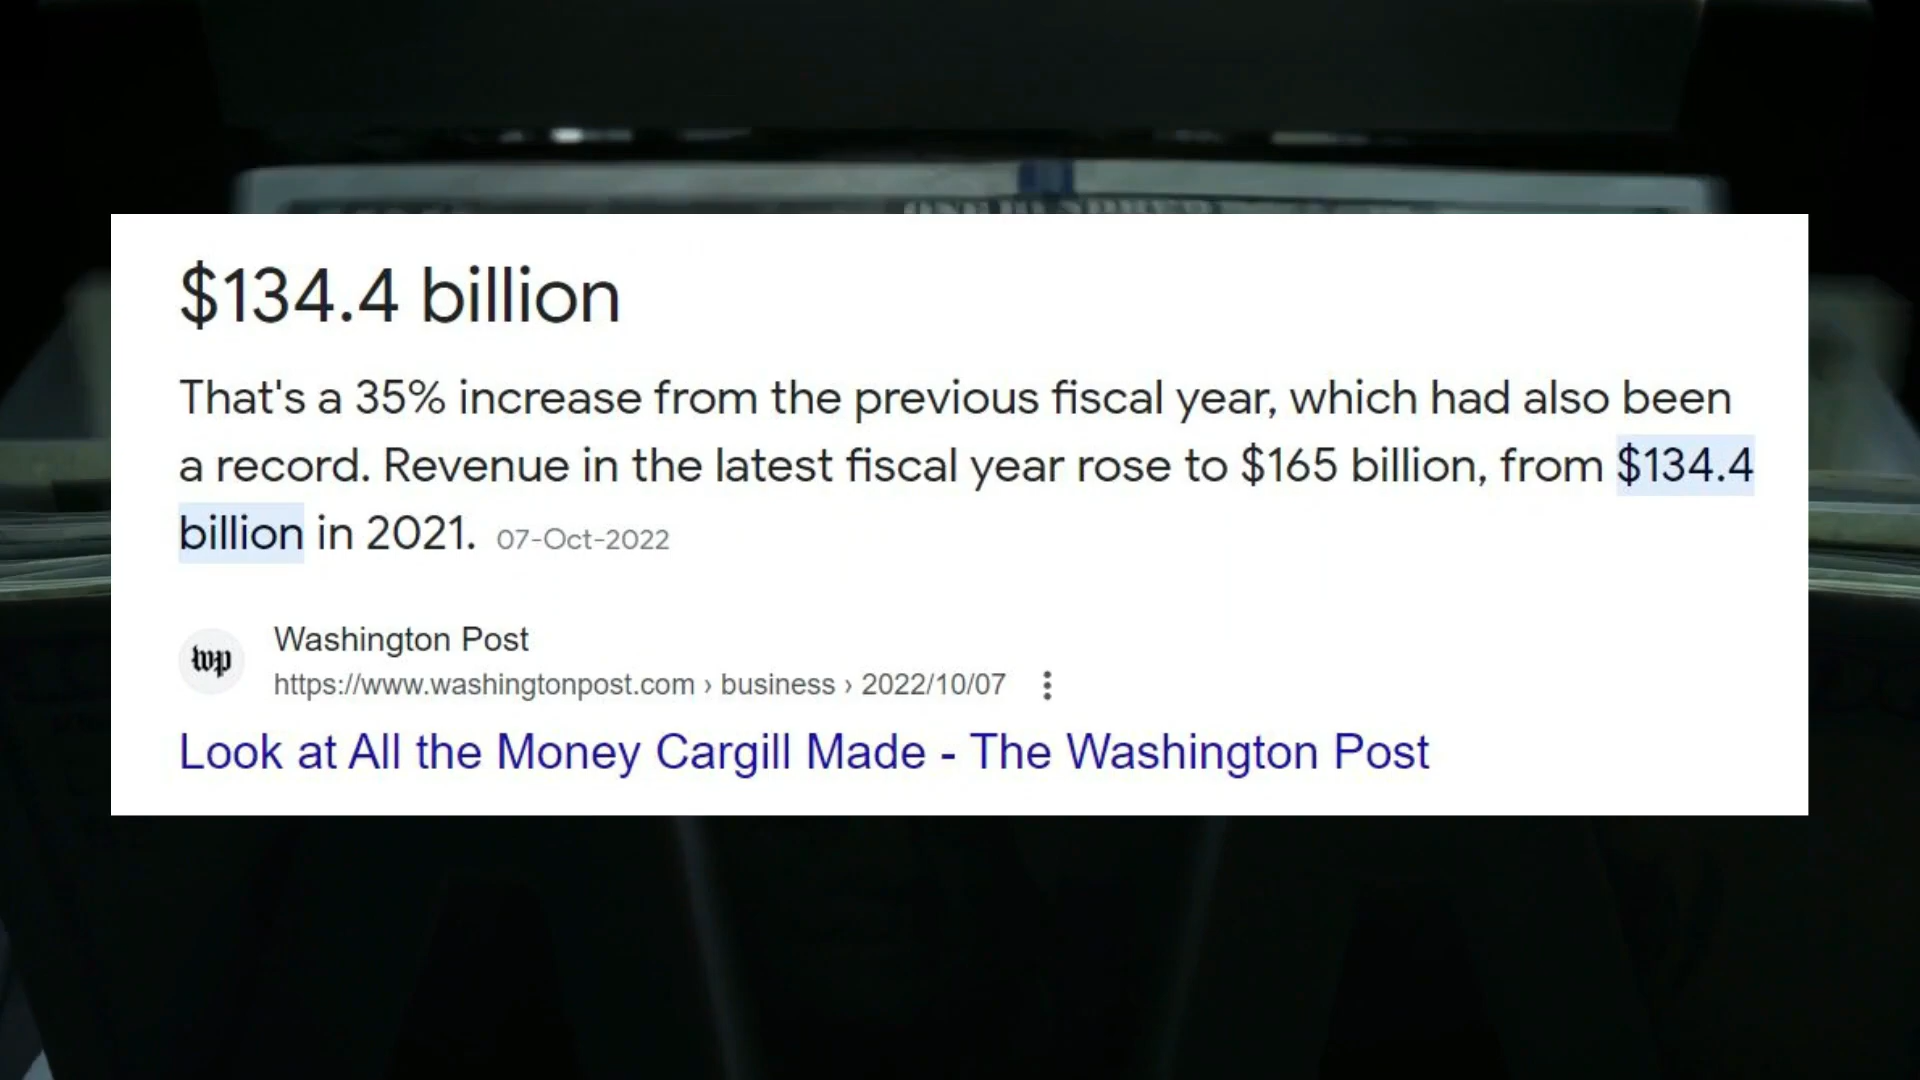 ONE HUNDRED
$134.4 billion
That's a 35% increase from the previous fiscal year, which had also been
a record. Revenue in the latest fiscal year rose to $165 billion, from $134.4
billion in 2021. 07-Oct-2022
wp
Washington Post
https://www.washingtonpost.com › business › 2022/10/07
Look at All the Money Cargill Made - The Washington Post